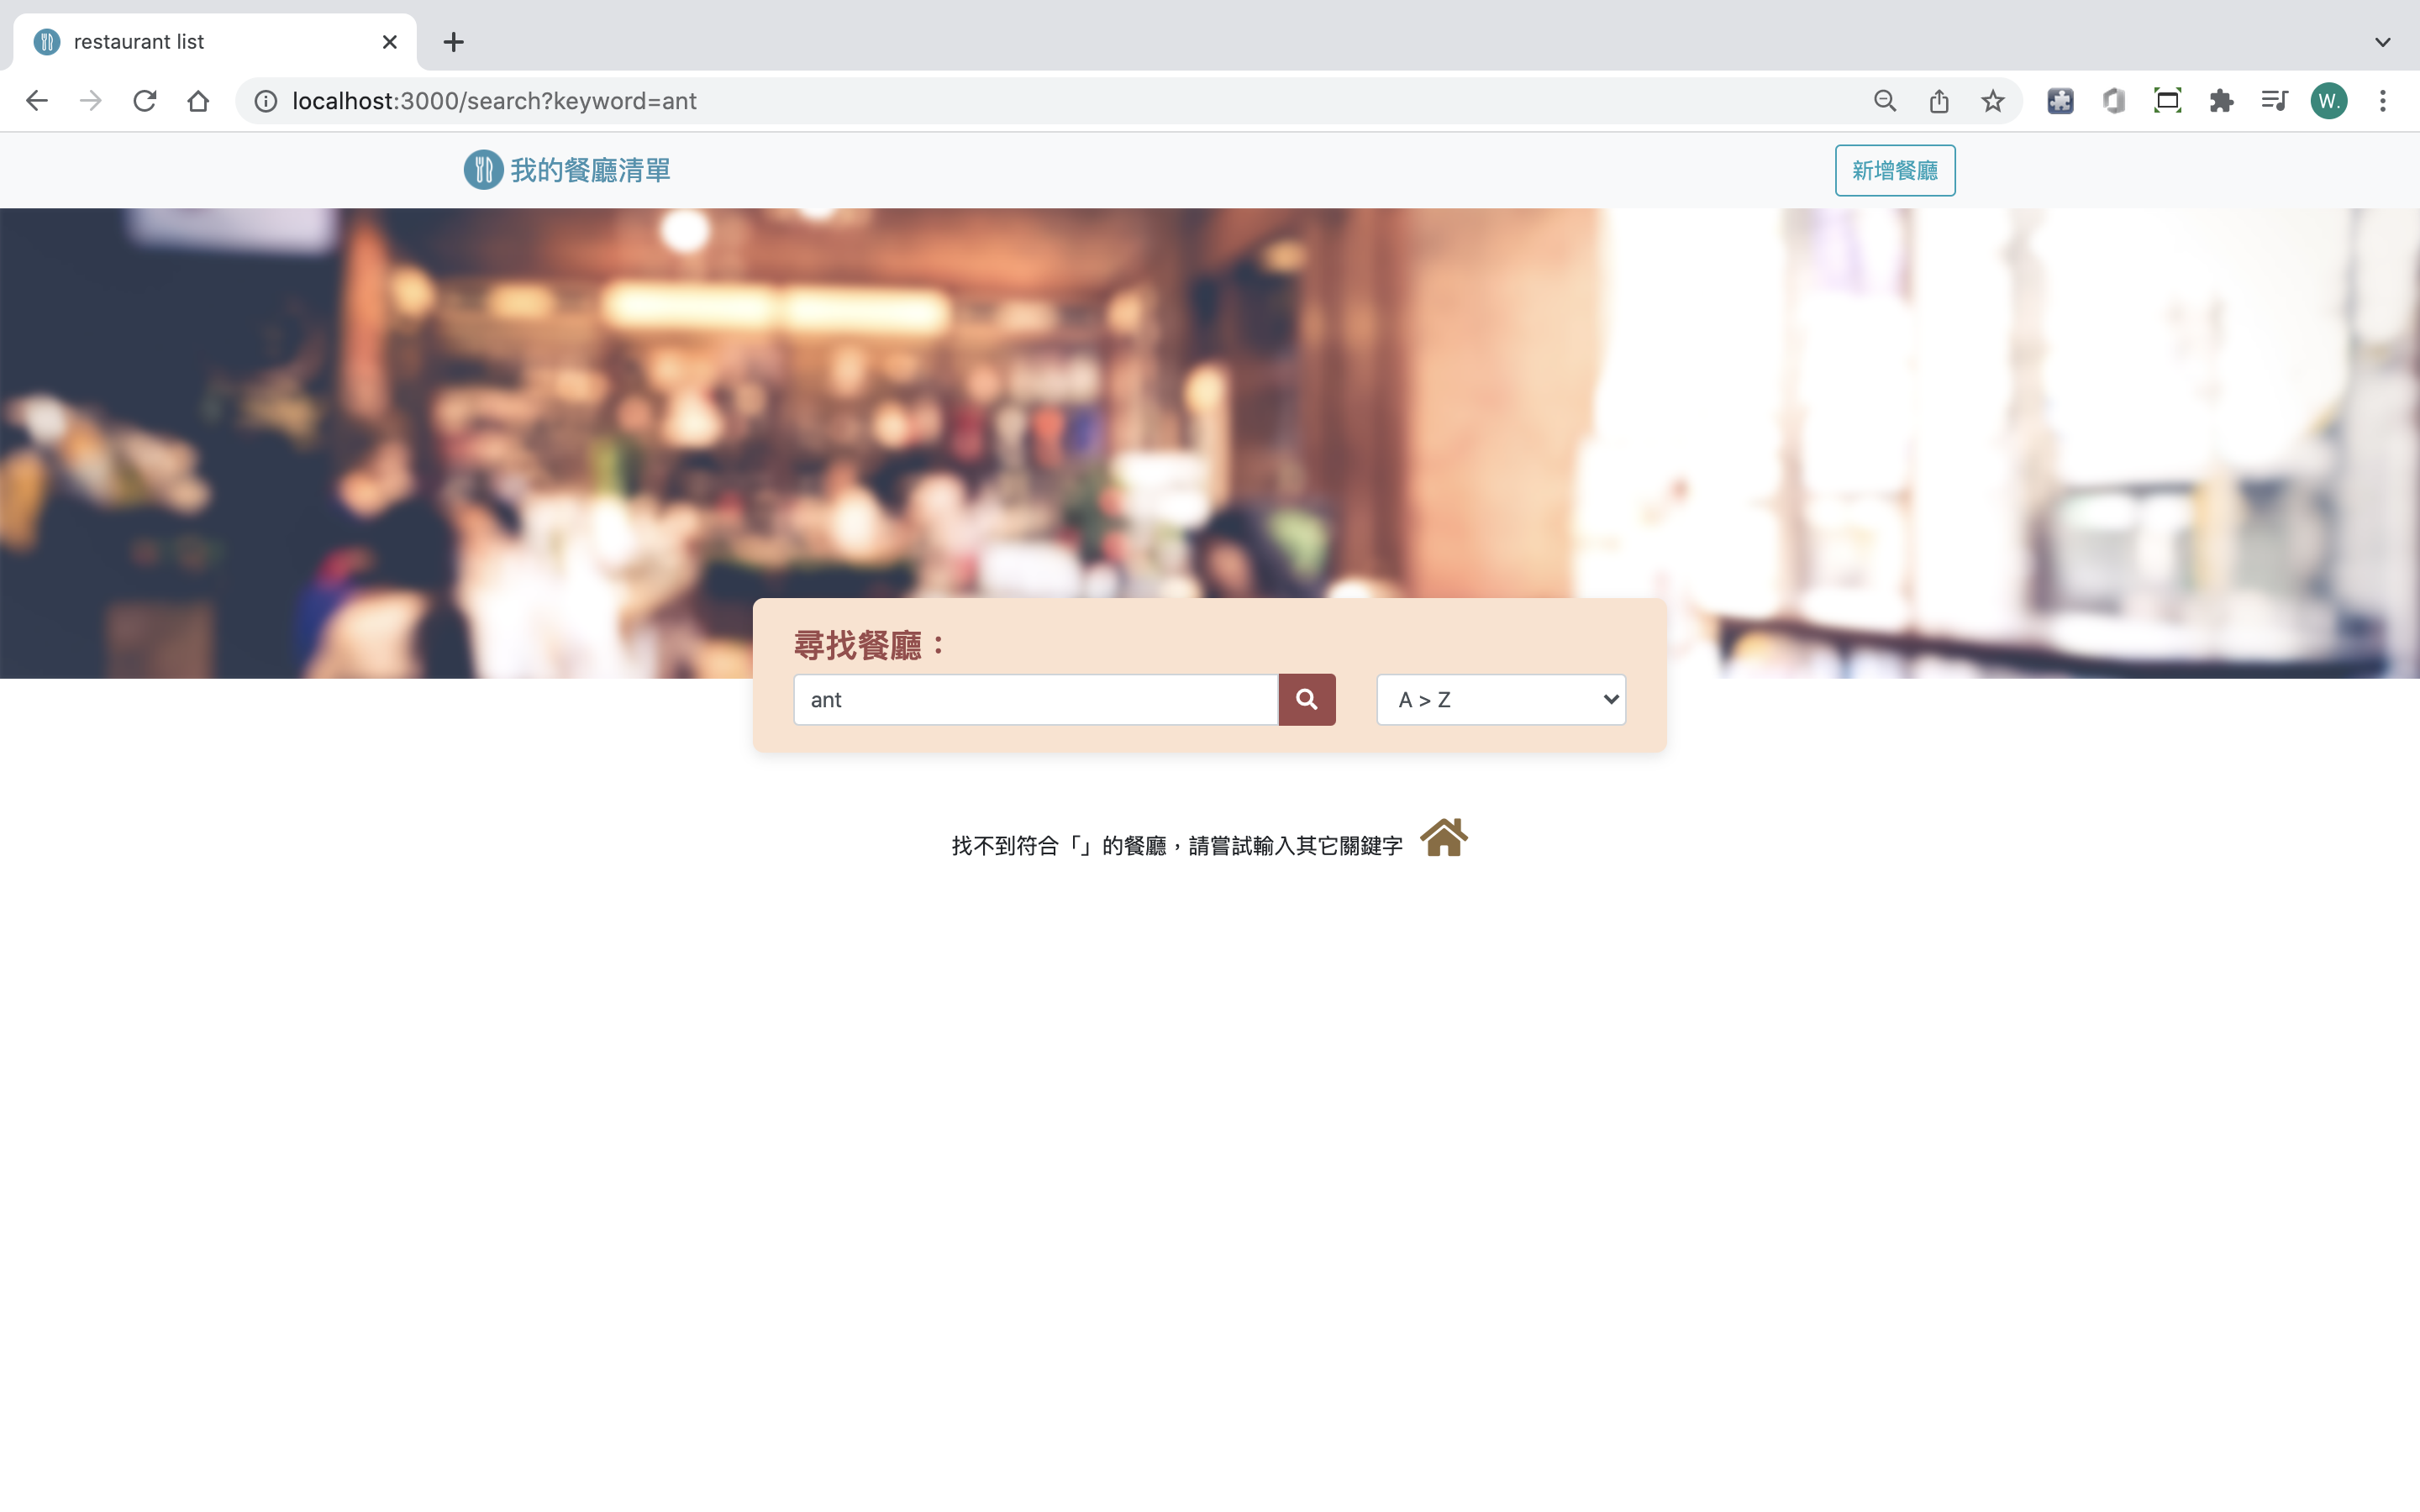 restaurant list
localhost:3000/search?keyword=ant
W.
我的餐廳清單
新增餐廳
尋找餐廳：
ant
A > Z
找不到符合「」的餐廳，請嘗試輸入其它關鍵字